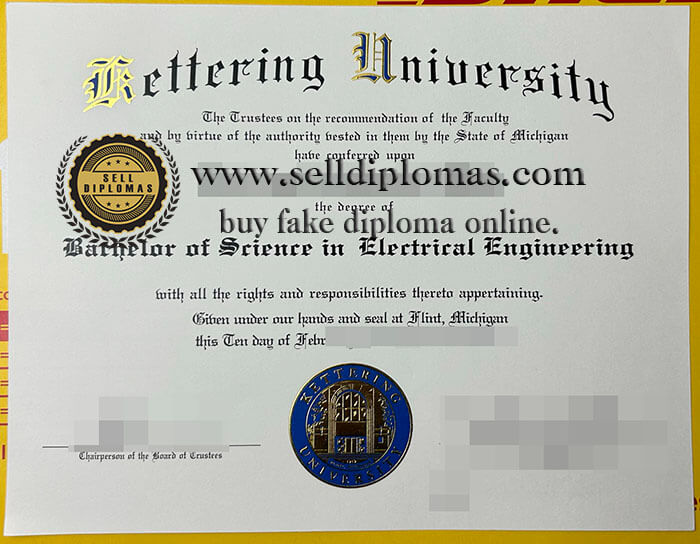 Kettering University
The Trustees on the recommendation of the Faculty
and by virtue of the authority vested in them by the State of Michigan
have conferred upon
SELL
DIPLOMAS
www.selldiplomas.com
the degree of
buy fake diploma online.
Bachelor of Science in Electrical Engineering
with all the rights and responsibilities thereto appertaining.
Given under our hands and seal at Flint, Michigan
this Ten day of Febr
KETTERING
UNIVERSITY
Chairperson of the Board of Trustees